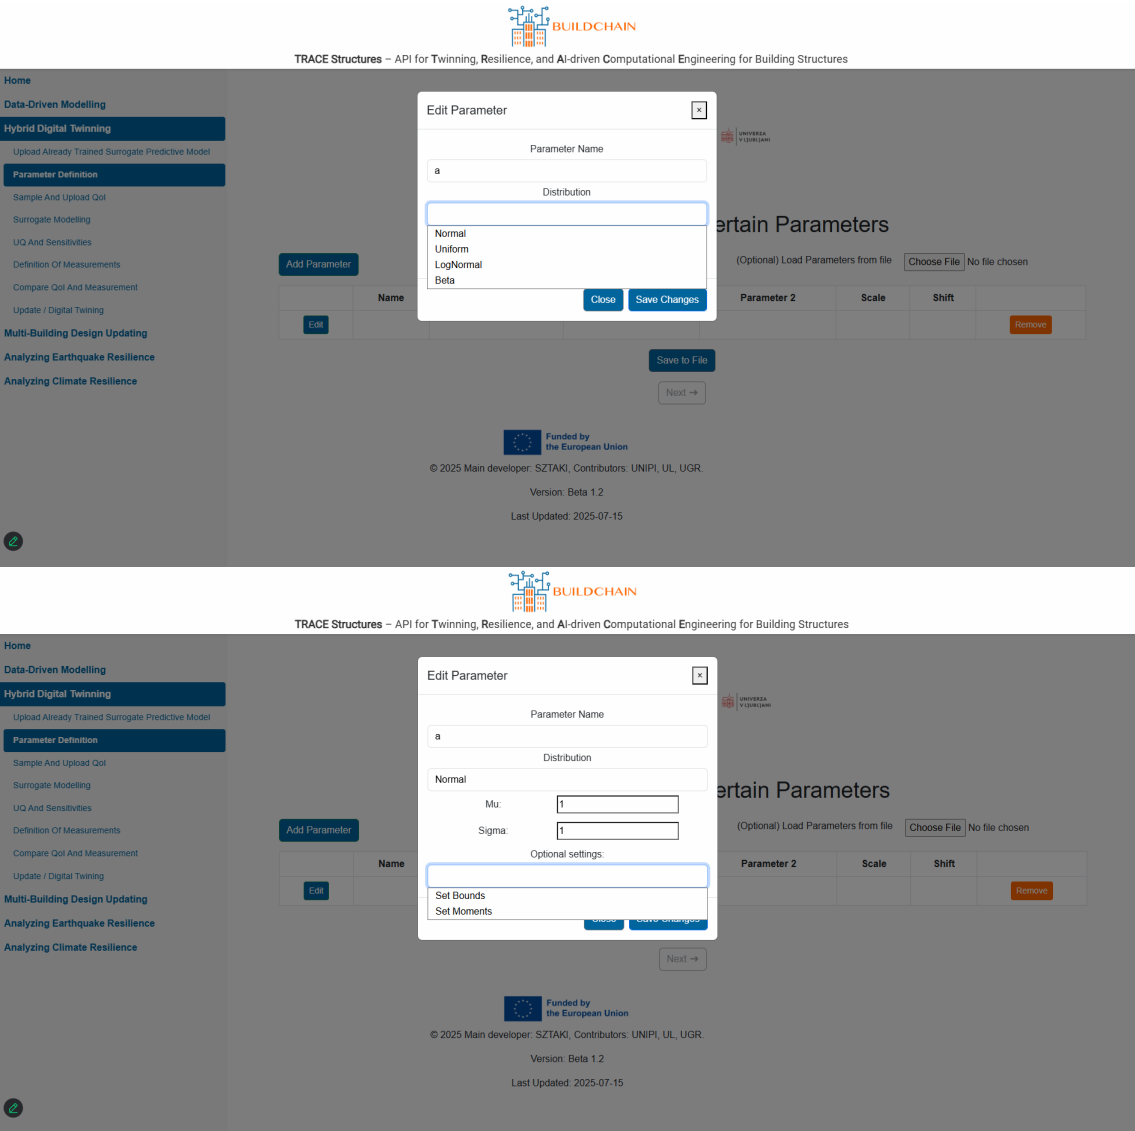 BUILDCHAIN
TRACE Structures – API for Twinning, Resilience, and AI-driven Computational Engineering for Building Structures
Home
Data-Driven Modelling
Hybrid Digital Twinning
Upload Already Trained Surrogate Predictive Model
Parameter Definition
Sample And Upload QoI
Surrogate Modelling
UQ And Sensitivities
Definition Of Measurements
Compare QoI And Measurement
Update / Digital Twining
Multi-Building Design Updating
Analyzing Earthquake Resilience
Analyzing Climate Resilience
UNIVERZA
V LJUBLJANI
Edit Parameter
×
Parameter Name
a
Distribution
Normal
Uniform
LogNormal
Beta
Close Save Changes
ertain Parameters
Add Parameter
(Optional) Load Parameters from file Choose File No file chosen
Name Parameter 2 Scale Shift
Edit Remove
Save to File
Next →
Funded by
the European Union
© 2025 Main developer: SZTAKI, Contributors: UNIPI, UL, UGR.
Version: Beta 1.2
Last Updated: 2025-07-15
BUILDCHAIN
TRACE Structures – API for Twinning, Resilience, and AI-driven Computational Engineering for Building Structures
Home
Data-Driven Modelling
Hybrid Digital Twinning
Upload Already Trained Surrogate Predictive Model
Parameter Definition
Sample And Upload QoI
Surrogate Modelling
UQ And Sensitivities
Definition Of Measurements
Compare QoI And Measurement
Update / Digital Twining
Multi-Building Design Updating
Analyzing Earthquake Resilience
Analyzing Climate Resilience
UNIVERZA
V LJUBLJANI
Edit Parameter
×
Parameter Name
a
Distribution
Normal
Mu: 1
Sigma: 1
Optional settings:
Set Bounds
Set Moments
Close Save Changes
ertain Parameters
Add Parameter
(Optional) Load Parameters from file Choose File No file chosen
Name Parameter 2 Scale Shift
Edit Remove
Next →
Funded by
the European Union
© 2025 Main developer: SZTAKI, Contributors: UNIPI, UL, UGR.
Version: Beta 1.2
Last Updated: 2025-07-15